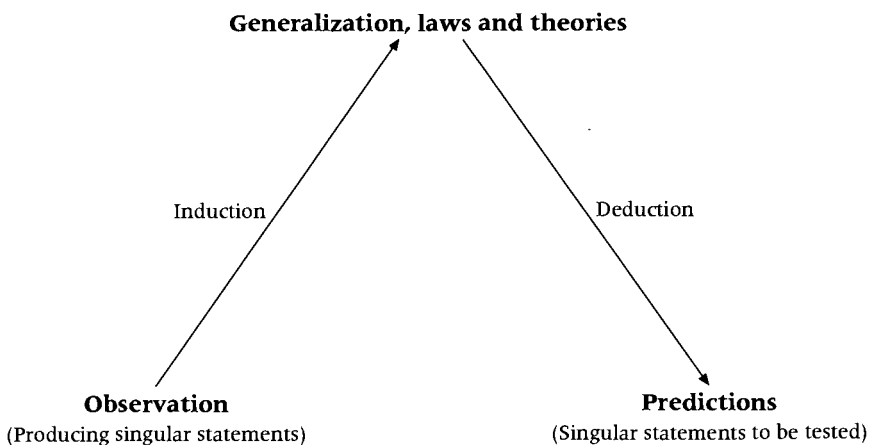 Generalization, laws and theories
Induction
Deduction
Observation
(Producing singular statements)
Predictions
(Singular statements to be tested)